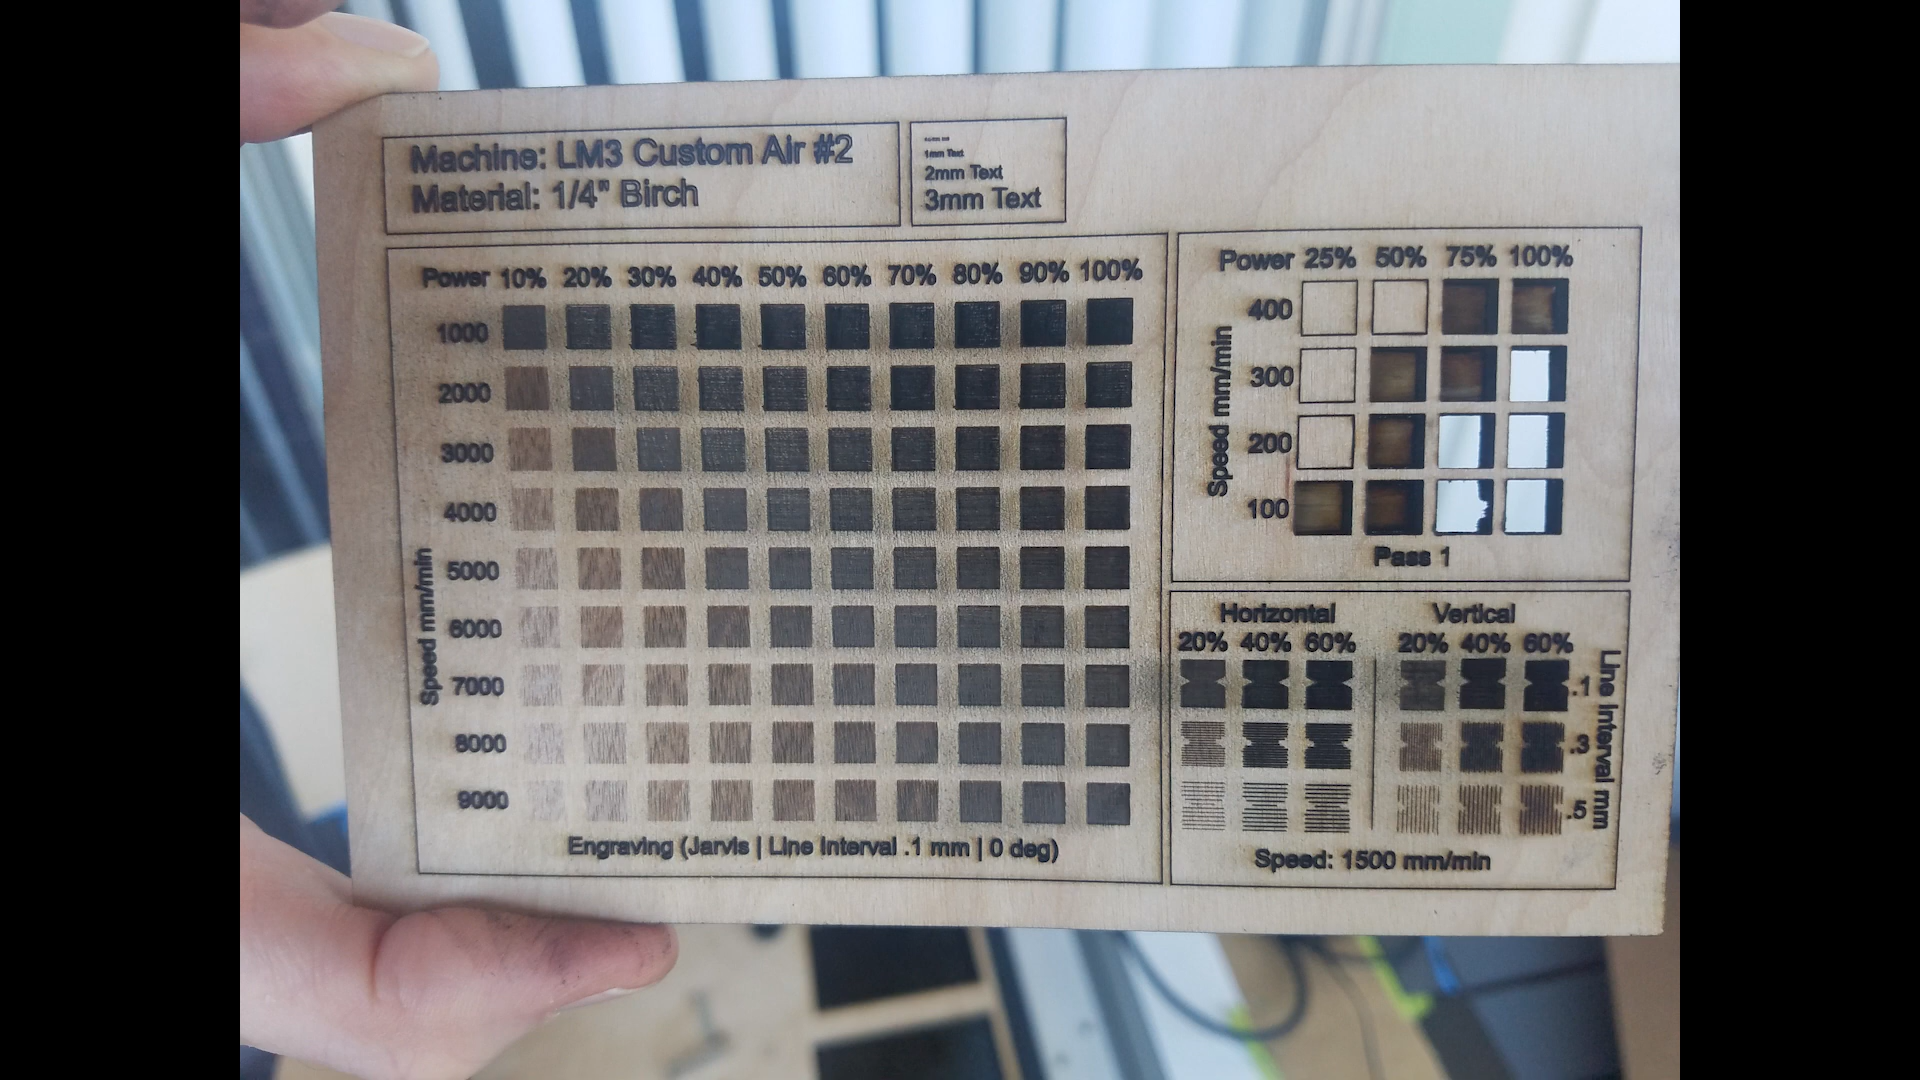 Machine: LM3 Custom Air #2
Material: 1/4" Birch
1mm Text
2mm Text
3mm Text
Power 10% 20% 30% 40% 50% 60% 70% 80% 90% 100%
Speed mm/min
1000
2000
3000
4000
5000
6000
7000
8000
9000
Engraving (Jarvis | Line Interval .1 mm | 0 deg)
Power 25% 50% 75% 100%
Speed mm/min
400
300
200
100
Pass 1
Horizontal Vertical
20% 40% 60% 20% 40% 60%
.1
.3
.5
Line Interval mm
Speed: 1500 mm/min